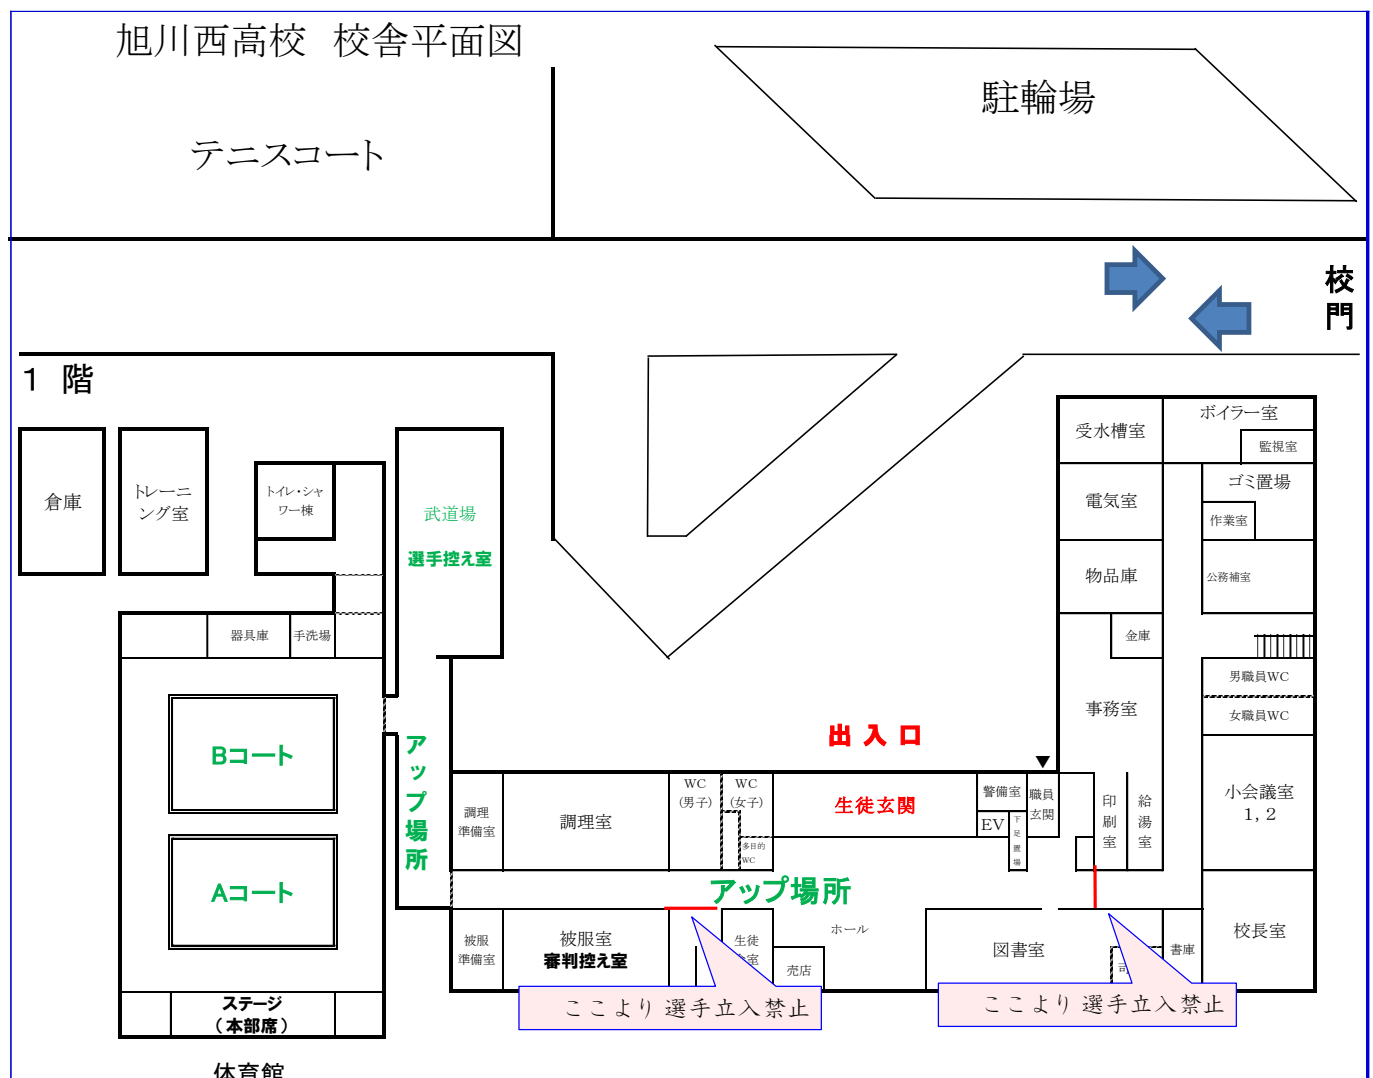 旭川西高校 校舎平面図
駐輪場
テニスコート
校
門
1 階
ボイラー室
受水槽室
監視室
倉庫
トレーニ
ング室
トイレ・シャ
ワー棟
武道場
選手控え室
電気室
ゴミ置場
作業室
物品庫
公務補室
器具庫
手洗場
金庫
男職員WC
事務室
女職員WC
Bコート
ア
ッ
プ
場
所
出 入 口
調理
準備室
調理室
WC
(男子)
WC
(女子)
多目的
WC
生徒玄関
警備室
EV
下
足
置
場
職員
玄関
印
刷
室
給
湯
室
小会議室
1, 2
Aコート
アップ場所
被服
準備室
被服室
審判控え室
生徒
室
ホール
売店
図書室
司
書庫
校長室
ここより 選手立入禁止
ここより 選手立入禁止
ステージ
（本部席）
体育館